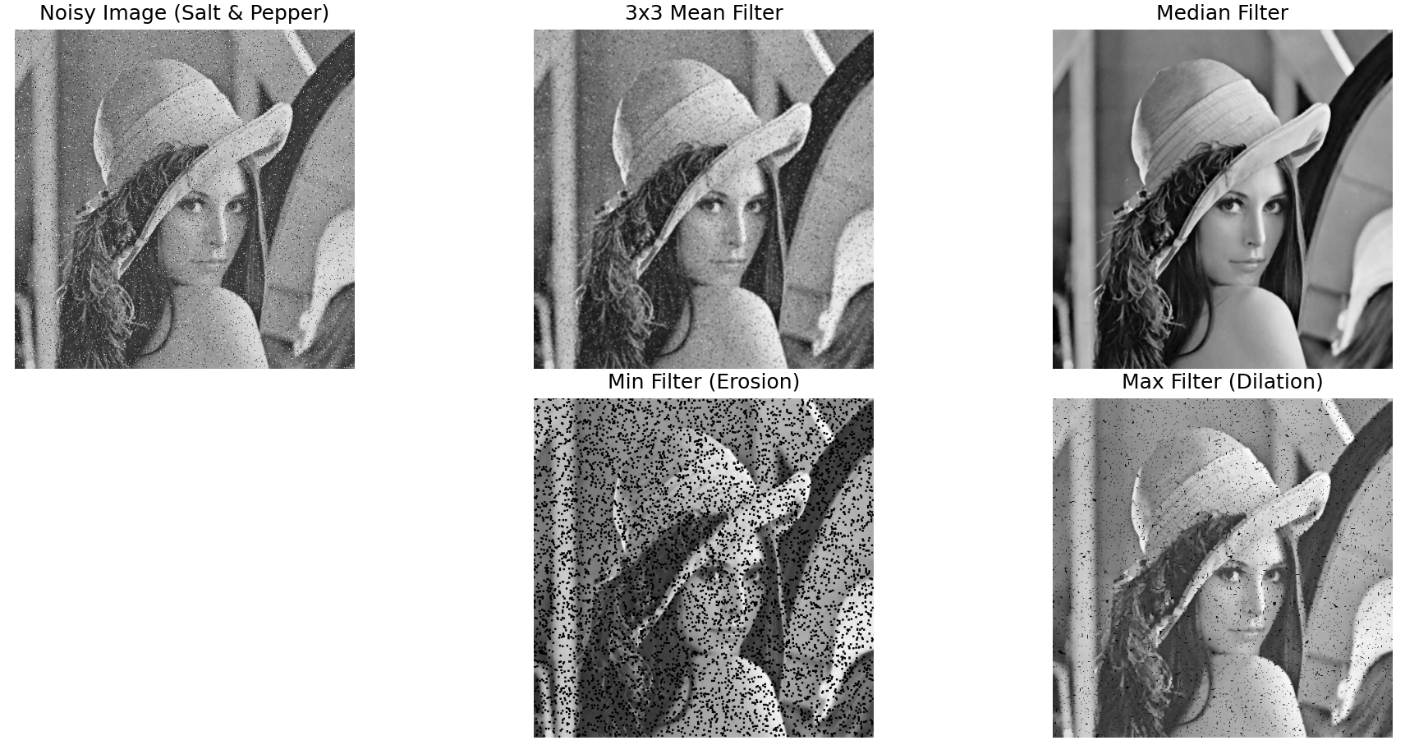 Noisy Image (Salt & Pepper)
3x3 Mean Filter
Median Filter
Min Filter (Erosion)
Max Filter (Dilation)